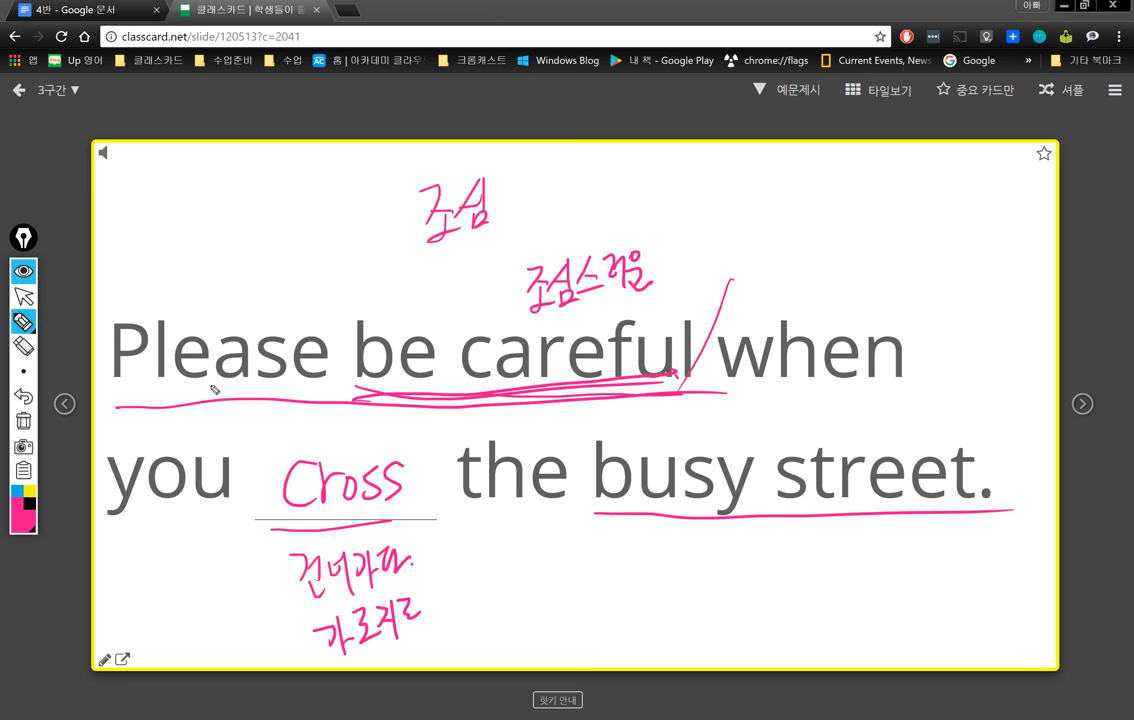 4반 - Google 문서
클래스카드 | 학생들이 즐
아빠
classcard.net/slide/120513?c=2041
앱 Up 영어 클래스카드 수업준비 수업 AC 홈 | 아카데미 클라우 크롬캐스트 Windows Blog 내 책 - Google Play chrome://flags Current Events, News Google » 기타 북마크
3구간 ▼ ▼ 예문제시 타일보기 중요 카드만 셔플
조심
조심스러운
Please be careful when
you Cross the busy street.
건너가다.
가로지르
핫키 안내